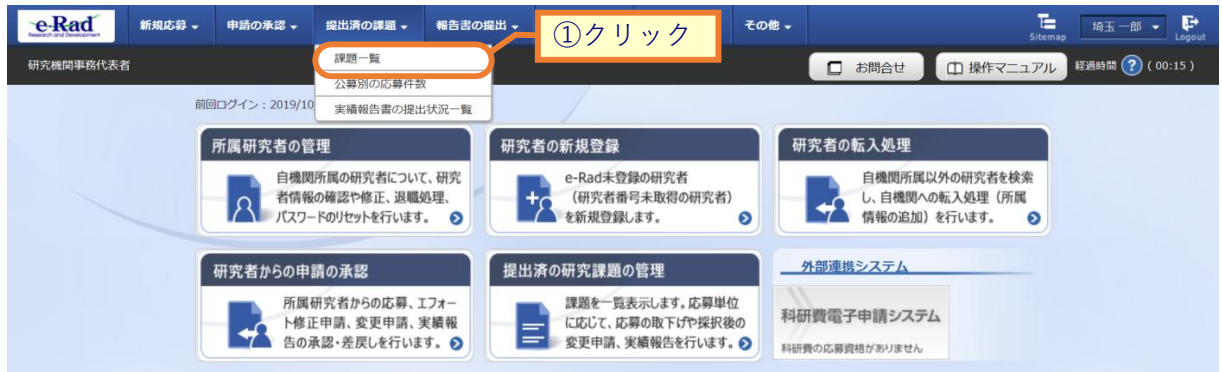 e-Rad
Research and Development
新規応募
申請の承認
提出済の課題
報告書の提出
①クリック
その他
Sitemap
埼玉 一郎
Logout
研究機関事務代表者
課題一覧
公募別の応募件数
実績報告書の提出状況一覧
お問合せ
操作マニュアル
経過時間 ? ( 00:15 )
前回ログイン：2019/10
所属研究者の管理
自機関所属の研究者について、研究
者情報の確認や修正、退職処理、
パスワードのリセットを行います。
研究者の新規登録
e-Rad未登録の研究者
（研究者番号未取得の研究者）
を新規登録します。
研究者の転入処理
自機関所属以外の研究者を検索
し、自機関への転入処理（所属
情報の追加）を行います。
研究者からの申請の承認
所属研究者からの応募、エフォー
ト修正申請、変更申請、実績報
告の承認・差戻しを行います。
提出済の研究課題の管理
課題を一覧表示します。応募単位
に応じて、応募の取下げや採択後の
変更申請、実績報告を行います。
外部連携システム
科研費電子申請システム
科研費の応募資格がありません